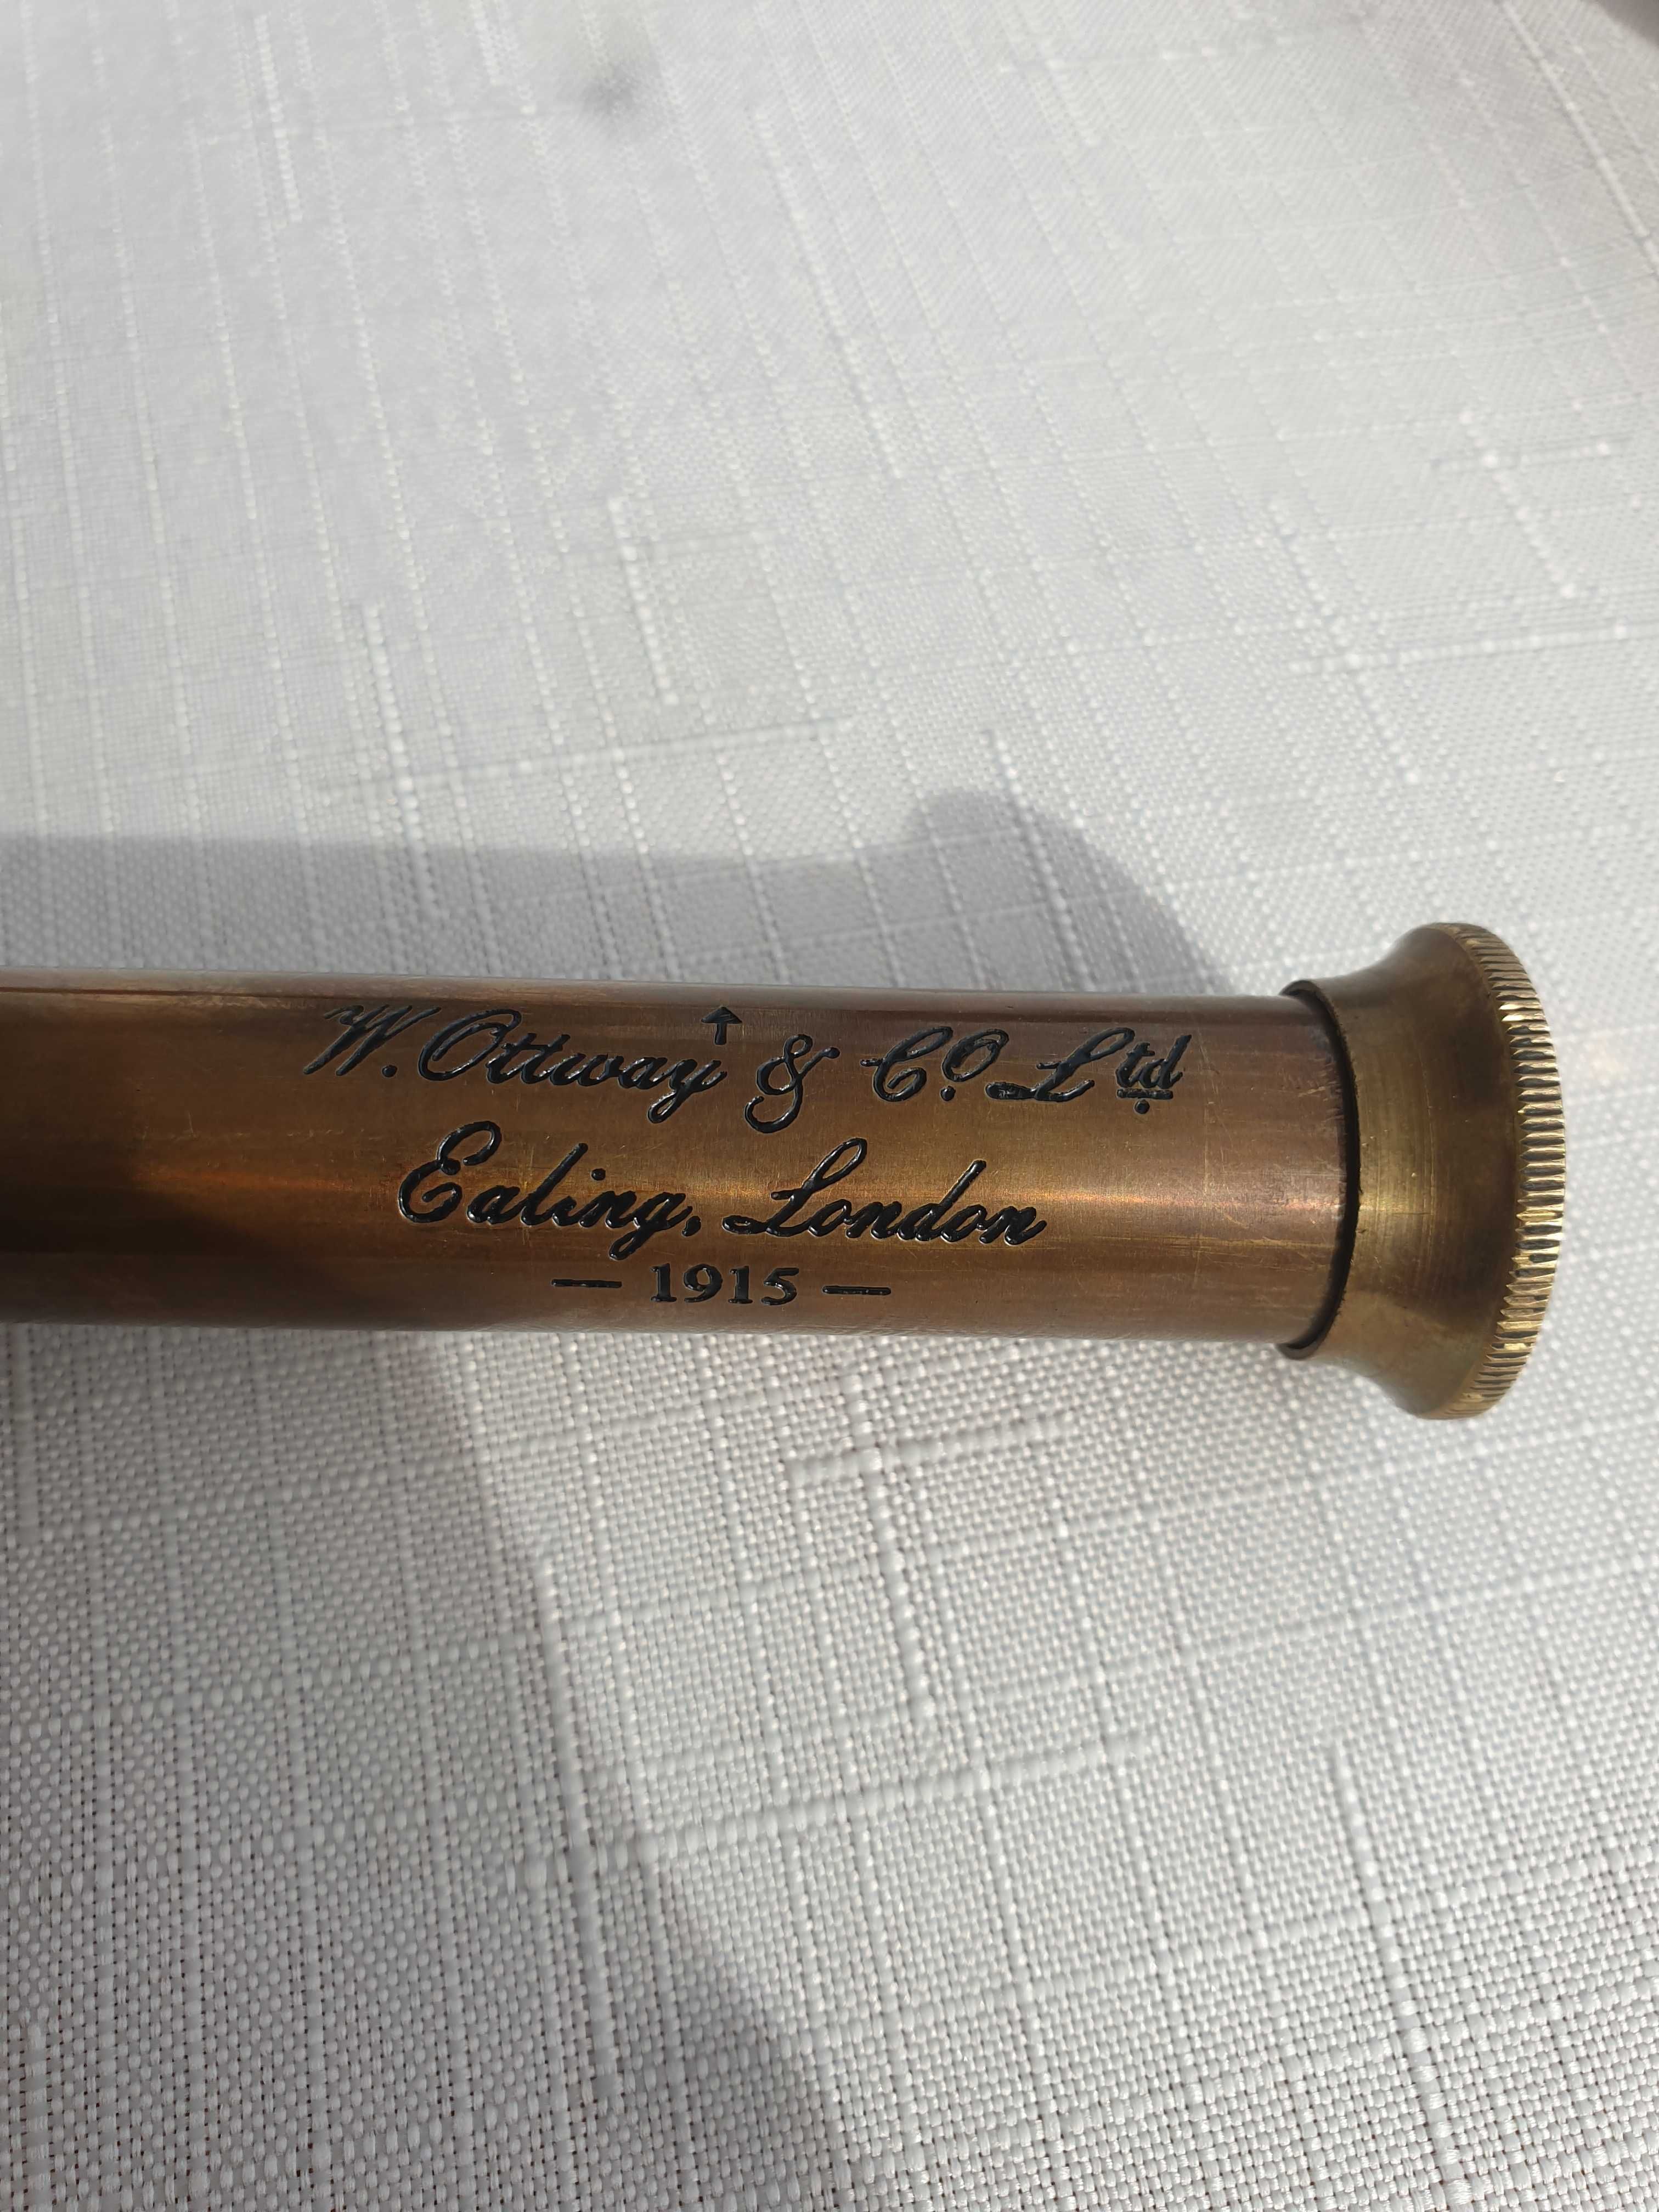 W. Ottway & Co. Ltd
Ealing, London
— 1915 —